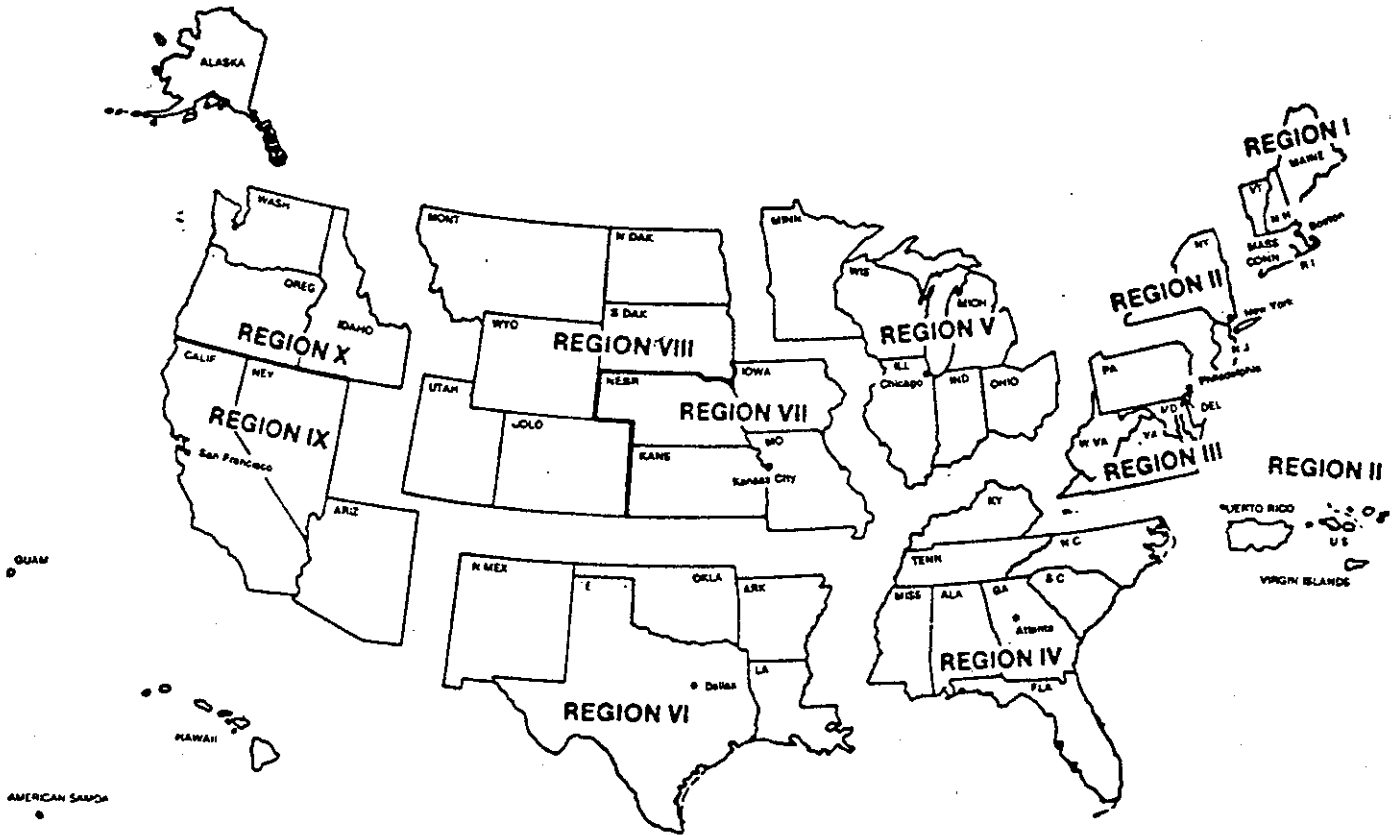 ALASKA
REGION I
MAINE
VT
N H
Boston
MASS
CONN
R I
WASH
OREG
IDAHO
REGION X
MONT
N DAK
S DAK
WYO
REGION VIII
UTAH
COLO
MINN
WIS
MICH
REGION V
ILL
Chicago
IND
OHIO
NY
REGION II
New York
N J
PA
Philadelphia
MD
DEL
W VA
VA
REGION III
CALIF
NEV
REGION IX
San Francisco
ARIZ
NEBR
IOWA
REGION VII
KANS
MO
Kansas City
REGION II
PUERTO RICO
U S
VIRGIN ISLANDS
KY
TENN
N C
S C
MISS
ALA
GA
Atlanta
REGION IV
FLA
N MEX
OKLA
ARK
LA
Dallas
REGION VI
GUAM
HAWAII
AMERICAN SAMOA